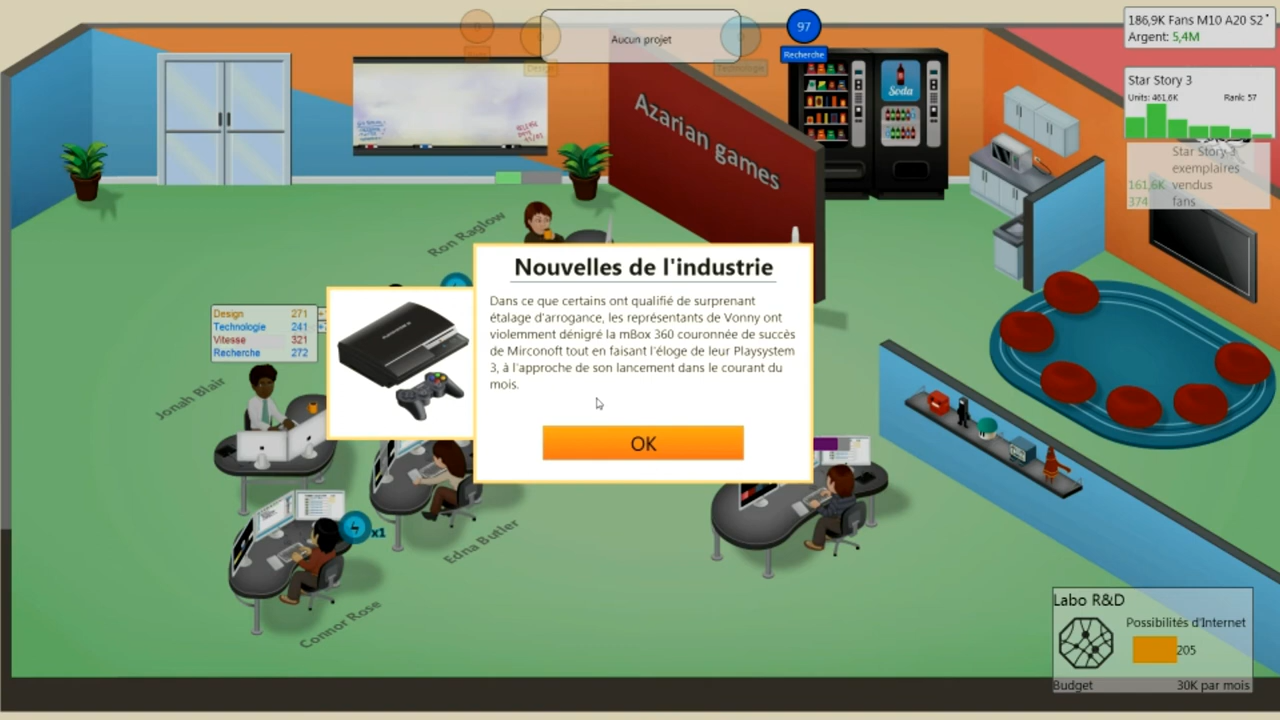 Aucun projet
97
Recherche
186,9K Fans M10 A20 S2
Argent: 5,4M
Star Story 3
Units: 461,6K Rank: 57
Star Story 3
exemplaires
161,6K vendus
374 fans
Soda
Azarian games
Ron Raglow
Nouvelles de l'industrie
Dans ce que certains ont qualifié de surprenant
étalage d'arrogance, les représentants de Vonny ont
violemment dénigré la mBox 360 couronnée de succès
de Mirconoft tout en faisant l'éloge de leur Playsystem
3, à l'approche de son lancement dans le courant du
mois.
OK
Design 271
Technologie 241
Vitesse 321
Recherche 272
Jonah Blair
Edna Butler
x1
Connor Rose
Labo R&D
Possibilités d'Internet
205
Budget 30K par mois